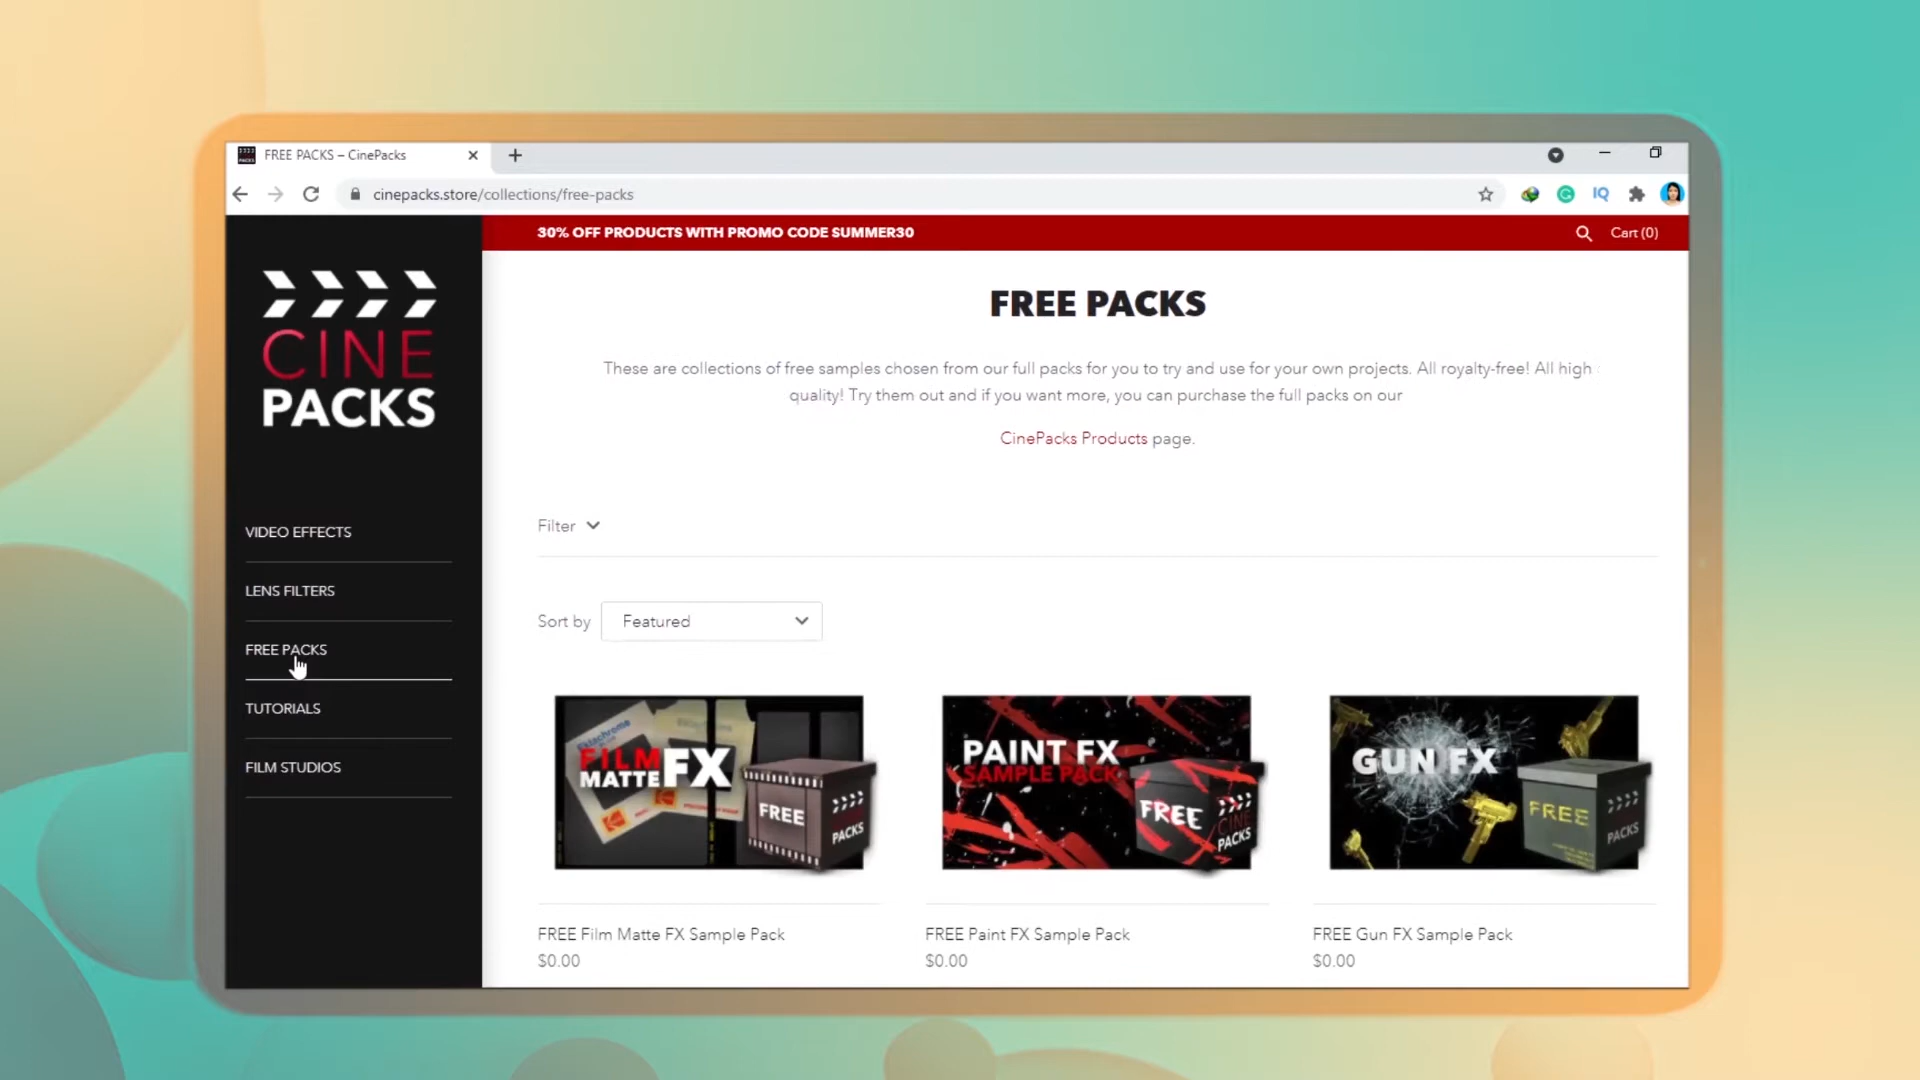 FREE PACKS – CinePacks
cinepacks.store/collections/free-packs
IQ
30% OFF PRODUCTS WITH PROMO CODE SUMMER30
Cart (0)
CINE
PACKS
VIDEO EFFECTS
LENS FILTERS
FREE PACKS
TUTORIALS
FILM STUDIOS
FREE PACKS
These are collections of free samples chosen from our full packs for you to try and use for your own projects. All royalty-free! All high
quality! Try them out and if you want more, you can purchase the full packs on our
CinePacks Products page.
Filter
Sort by
Featured
Ektachrome
FILM
MATTE FX
FREE
PACKS
PAINT FX
SAMPLE PACK
FREE
CINE
PACKS
GUN FX
FREE
PACKS
FREE Film Matte FX Sample Pack
$0.00
FREE Paint FX Sample Pack
$0.00
FREE Gun FX Sample Pack
$0.00